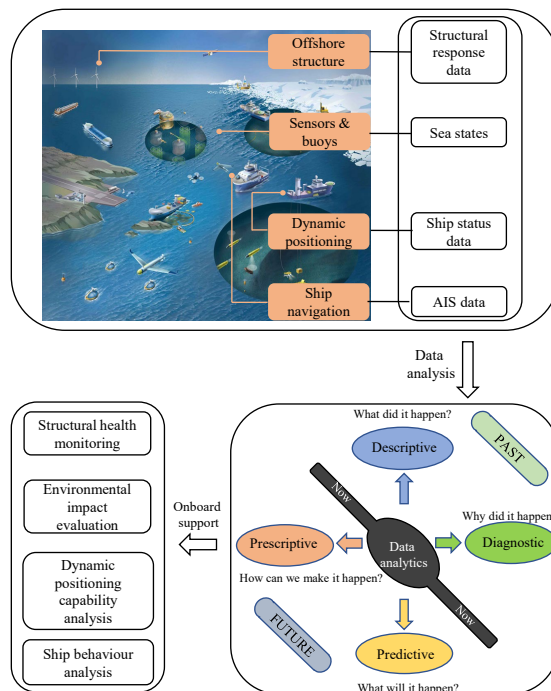 Offshore
structure
Structural
response
data
Sensors &
buoys
Sea states
Dynamic
positioning
Ship status
data
Ship
navigation
AIS data
Data
analysis
What did it happen?
Descriptive
PAST
Now
Why did it happen
Diagnostic
Data
analytics
Prescriptive
How can we make it happen?
Now
FUTURE
Predictive
What will it happen?
Onboard
support
Structural health
monitoring
Environmental
impact
evaluation
Dynamic
positioning
capability
analysis
Ship behaviour
analysis